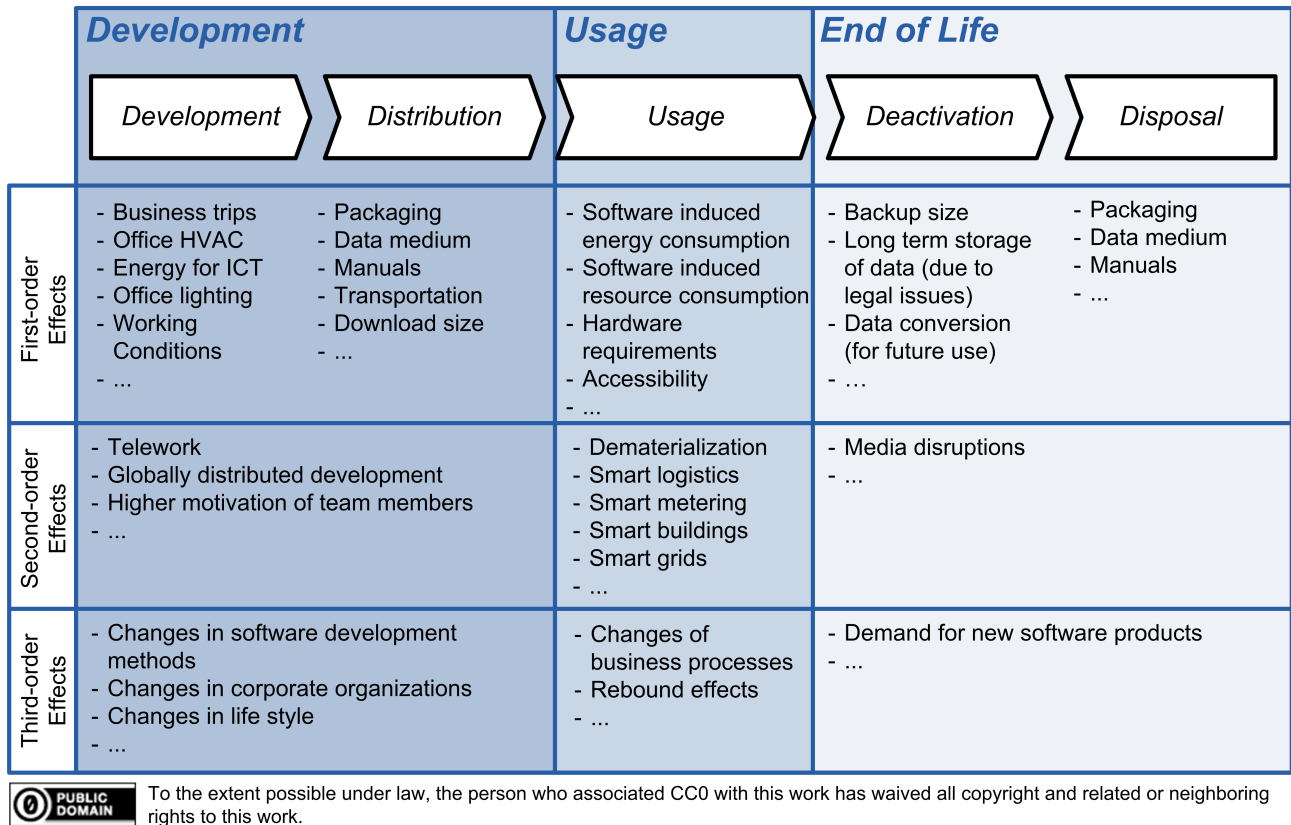 Development
Usage
End of Life
Development
Distribution
Usage
Deactivation
Disposal
First-order
Effects
- Business trips
- Office HVAC
- Energy for ICT
- Office lighting
- Working
Conditions
- ...
- Packaging
- Data medium
- Manuals
- Transportation
- Download size
- ...
- Software induced
energy consumption
- Software induced
resource consumption
- Hardware
requirements
- Accessibility
- ...
- Backup size
- Long term storage
of data (due to
legal issues)
- Data conversion
(for future use)
- …
- Packaging
- Data medium
- Manuals
- ...
Second-order
Effects
- Telework
- Globally distributed development
- Higher motivation of team members
- ...
- Dematerialization
- Smart logistics
- Smart metering
- Smart buildings
- Smart grids
- ...
- Media disruptions
- ...
Third-order
Effects
- Changes in software development
methods
- Changes in corporate organizations
- Changes in life style
- ...
- Changes of
business processes
- Rebound effects
- ...
- Demand for new software products
- ...
0 PUBLIC
DOMAIN
To the extent possible under law, the person who associated CC0 with this work has waived all copyright and related or neighboring
rights to this work.